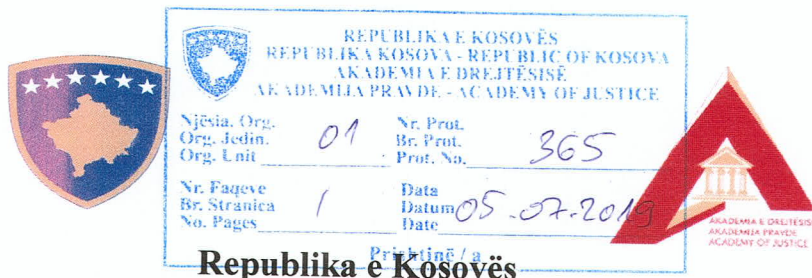 REPUBLIKA E KOSOVËS
REPUBLIKA KOSOVA - REPUBLIC OF KOSOVA
AKADEMIA E DREJTËSISË
AKADEMIJA PRAVDE - ACADEMY OF JUSTICE
Njësia. Org.
Org. Jedin.
Org. Unit
01
Nr. Prot.
Br. Prot.
Prot. No.
365
Nr. Faqeve
Br. Stranica
No. Pages
1
Data
Datum
Date
05-07-2019
Prishtinë / a
AKADEMIA E DREJTËSISË
AKADEMIJA PRAVDE
ACADEMY OF JUSTICE
Republika e Kosovës